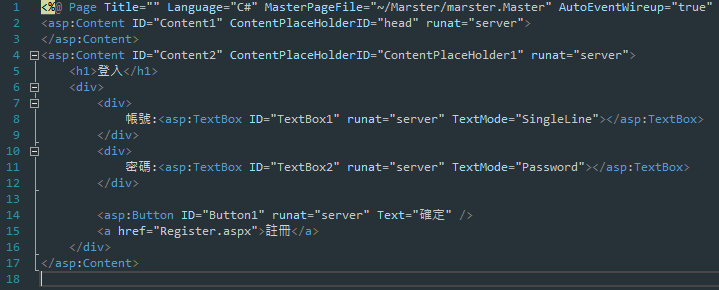 1 <%@ Page Title="" Language="C#" MasterPageFile="~/Marster/marster.Master" AutoEventWireup="true"
2 <asp:Content ID="Content1" ContentPlaceHolderID="head" runat="server">
3 </asp:Content>
4 <asp:Content ID="Content2" ContentPlaceHolderID="ContentPlaceHolder1" runat="server">
5 <h1>登入</h1>
6 <div>
7 <div>
8 帳號:<asp:TextBox ID="TextBox1" runat="server" TextMode="SingleLine"></asp:TextBox>
9 </div>
10 <div>
11 密碼:<asp:TextBox ID="TextBox2" runat="server" TextMode="Password"></asp:TextBox>
12 </div>
13
14 <asp:Button ID="Button1" runat="server" Text="確定" />
15 <a href="Register.aspx">註冊</a>
16 </div>
17 </asp:Content>
18